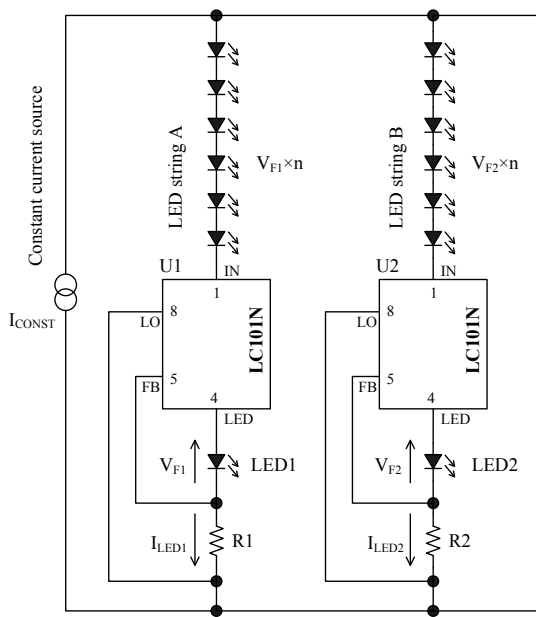 Constant current source
I_CONST
LED string A
V_F1×n
U1
IN
1
8
LO
LC101N
5
FB
4
LED
V_F1
LED1
I_LED1
R1
LED string B
V_F2×n
U2
IN
1
8
LO
LC101N
5
FB
4
LED
V_F2
LED2
I_LED2
R2